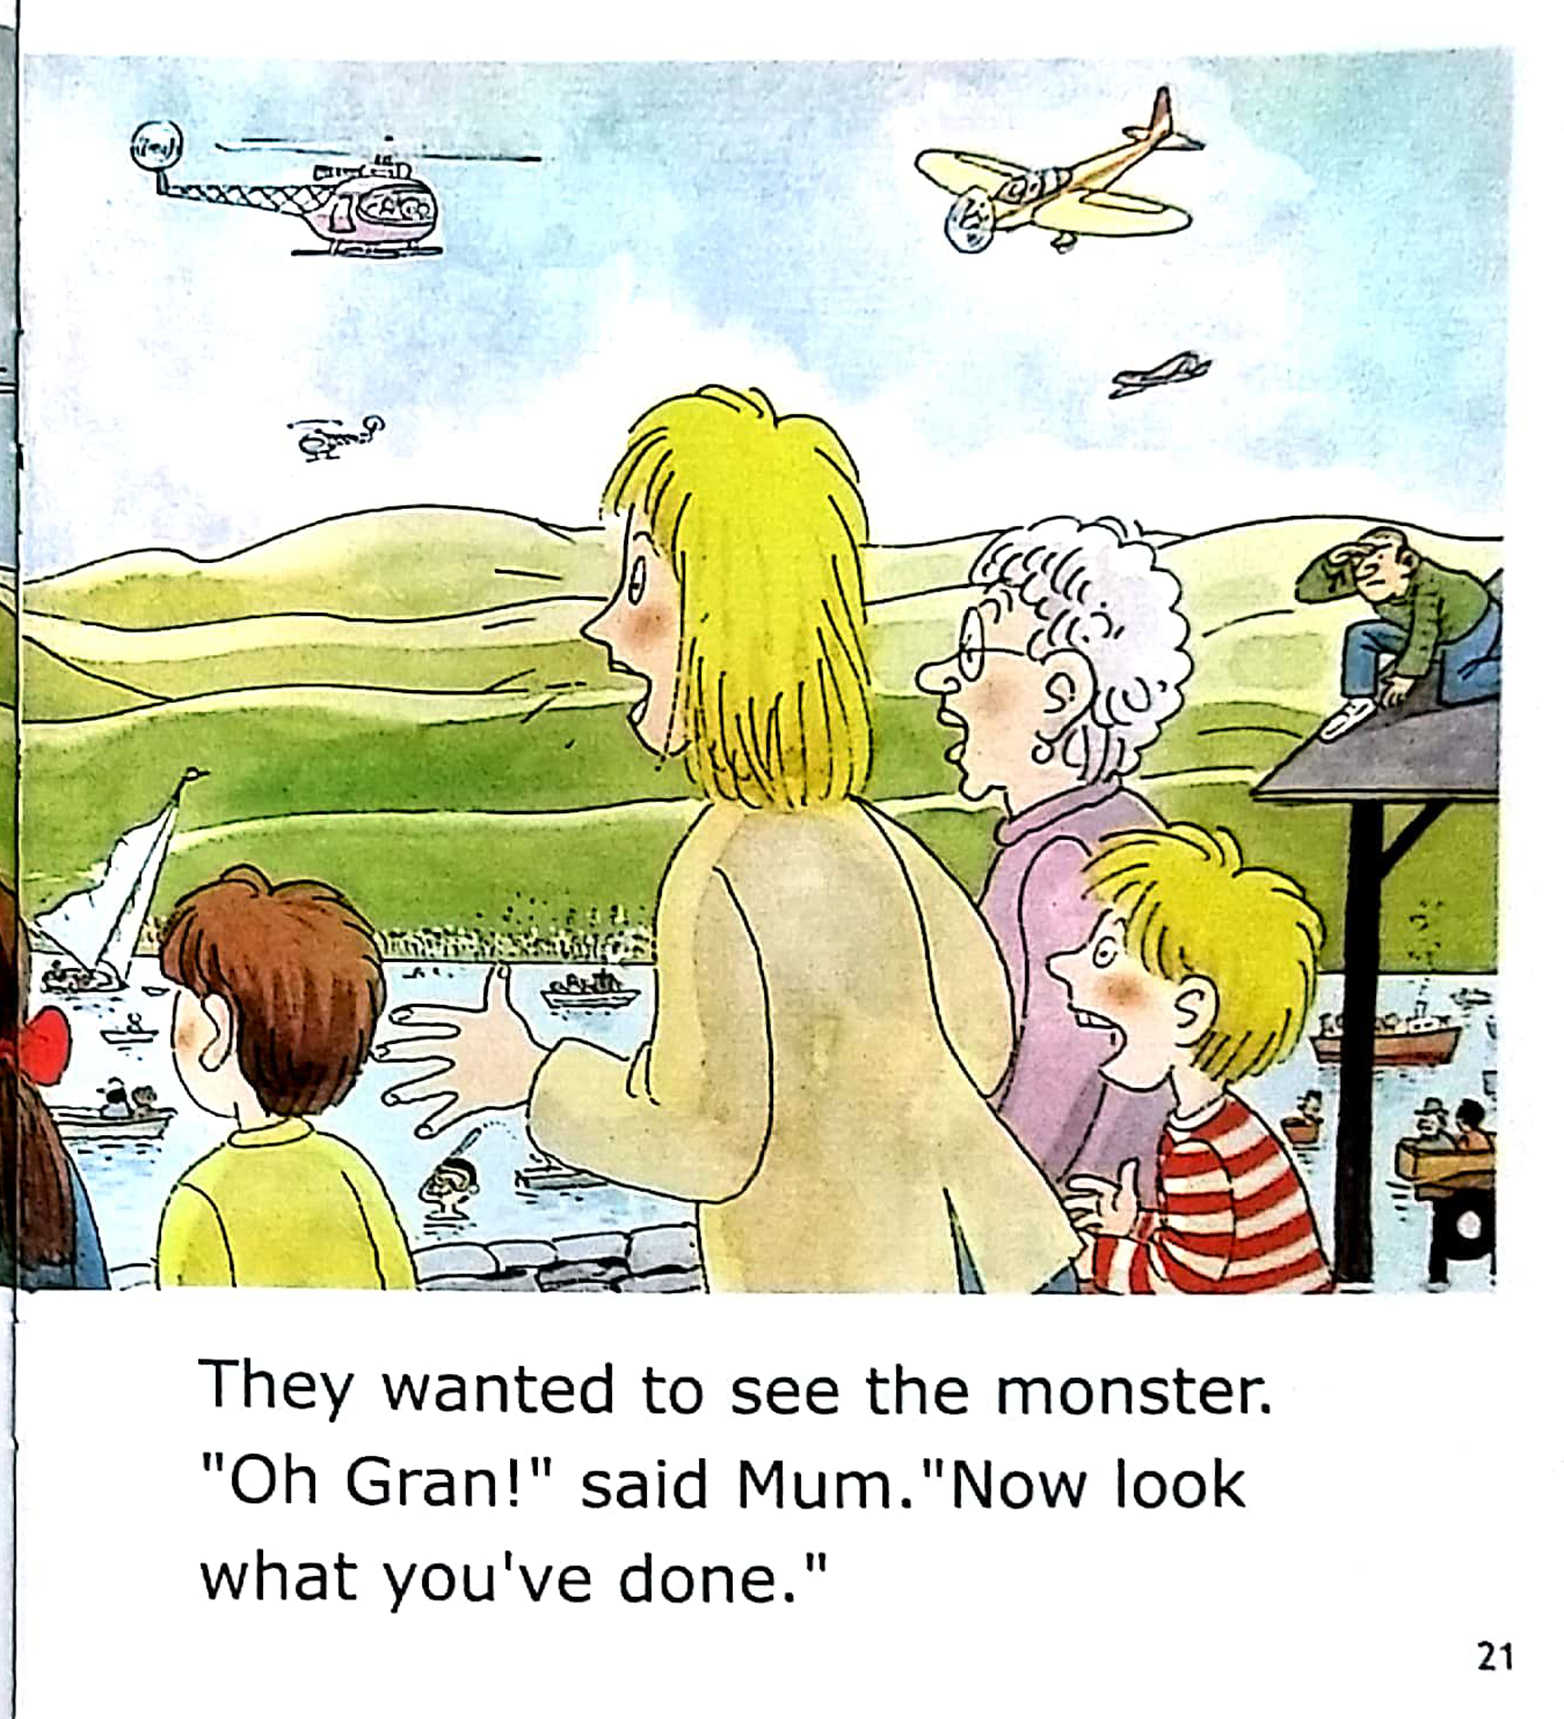 They wanted to see the monster.
"Oh Gran!" said Mum."Now look
what you've done."
21